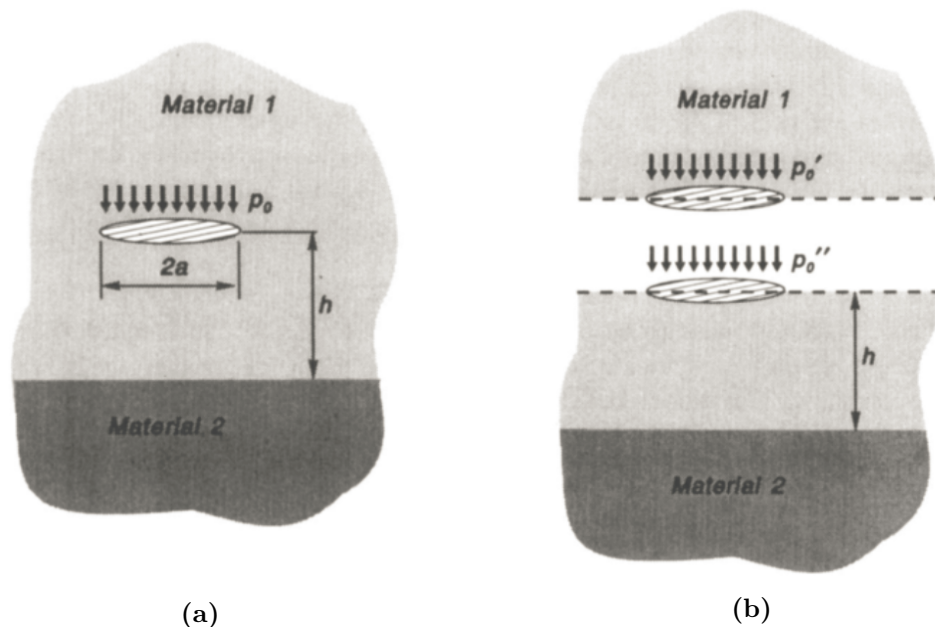 Material 1
p₀
2a
h
Material 2
(a)
Material 1
p₀'
p₀''
h
Material 2
(b)